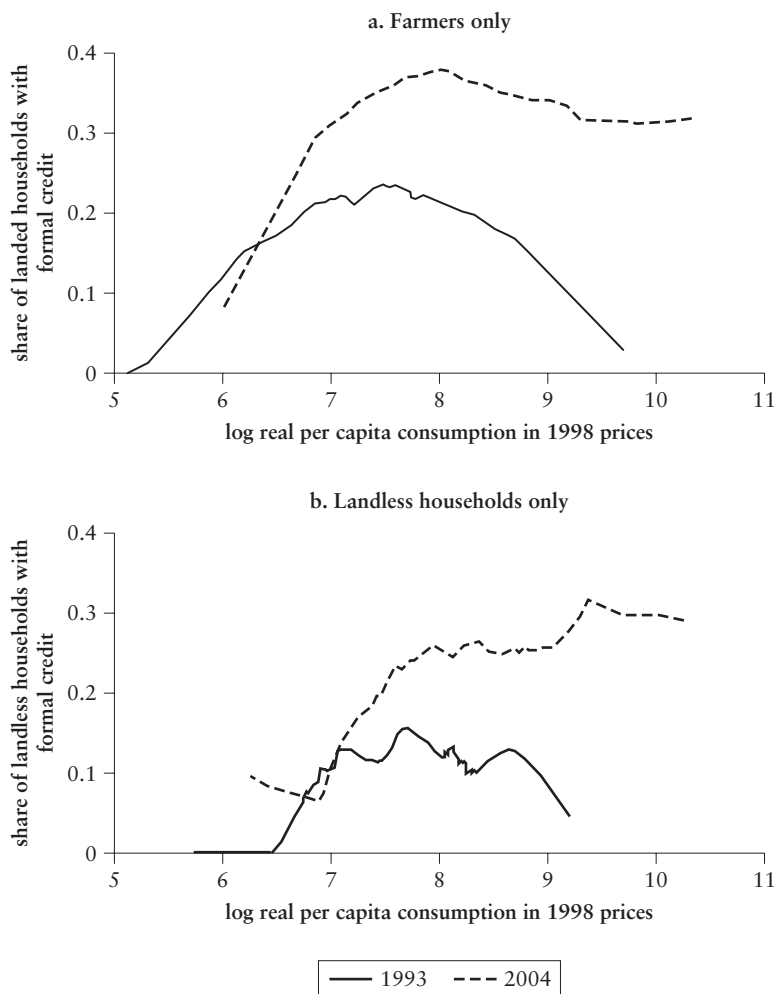 a. Farmers only
share of landed households with
formal credit
0.4
0.3
0.2
0.1
0
5 6 7 8 9 10 11
log real per capita consumption in 1998 prices
b. Landless households only
share of landless households with
formal credit
0.4
0.3
0.2
0.1
0
5 6 7 8 9 10 11
log real per capita consumption in 1998 prices
1993 2004